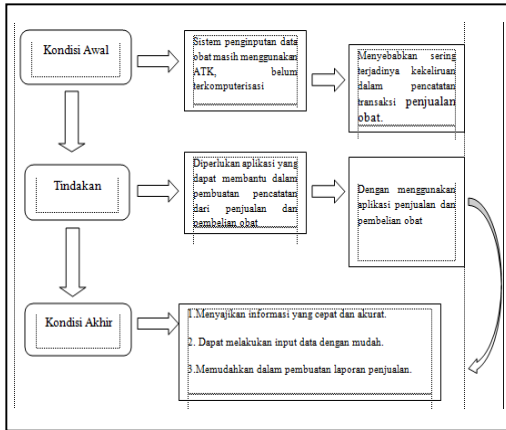 Kondisi Awal
Sistem penginputan data
obat masih menggunakan
ATK, belum
terkomputerisasi
Menyebabkan sering
terjadinya kekeliruan
dalam pencatatan
transaksi penjualan
obat.
Tindakan
Diperlukan aplikasi yang
dapat membantu dalam
pembuatan pencatatan
dari penjualan dan
pembelian obat
Dengan menggunakan
aplikasi penjualan dan
pembelian obat
Kondisi Akhir
1.Menyajikan informasi yang cepat dan akurat.
2. Dapat melakukan input data dengan mudah.
3.Memudahkan dalam pembuatan laporan penjualan.